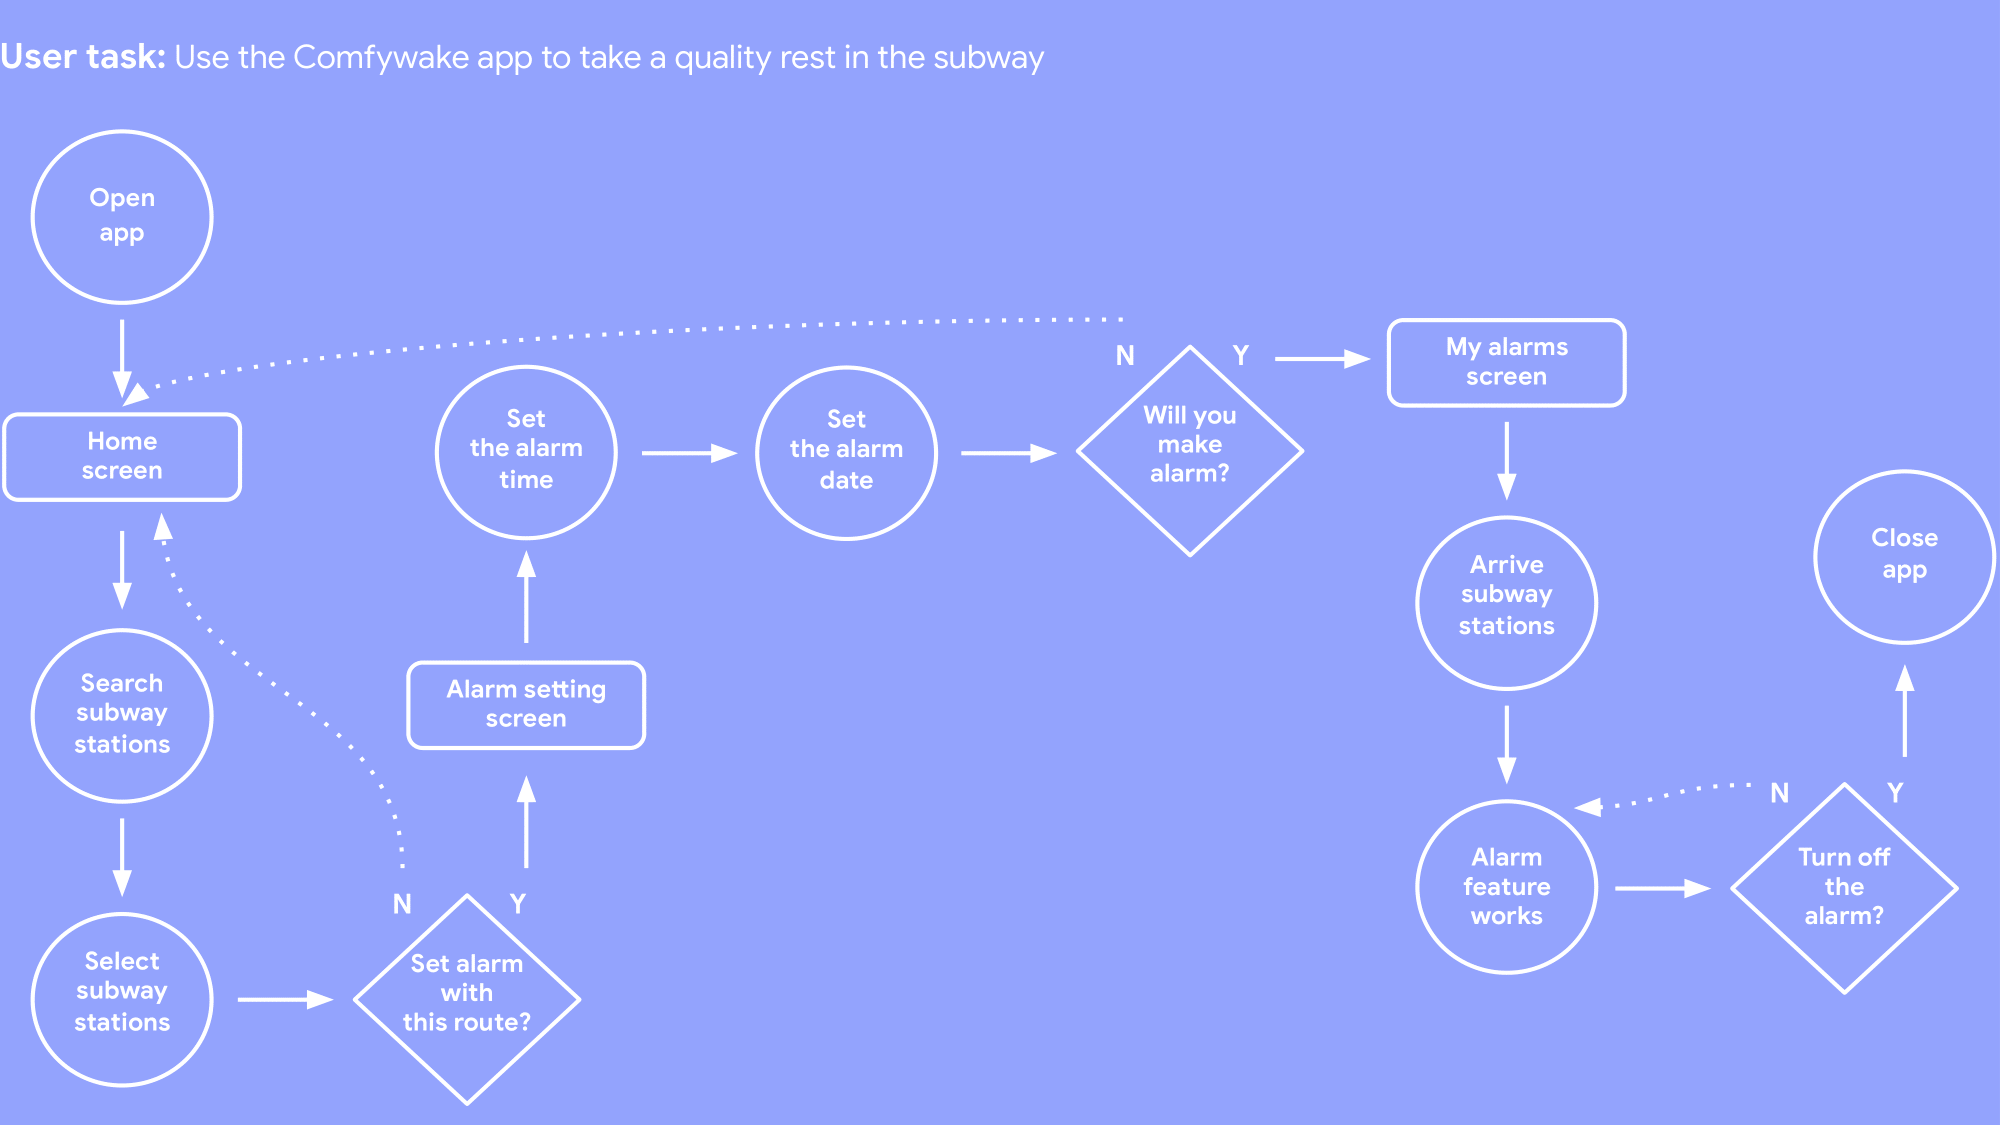 User task: Use the Comfywake app to take a quality rest in the subway
Open
app
Home
screen
Search
subway
stations
Select
subway
stations
N
Y
Set alarm
with
this route?
Alarm setting
screen
Set
the alarm
time
Set
the alarm
date
N
Y
Will you
make
alarm?
My alarms
screen
Arrive
subway
stations
Alarm
feature
works
N
Y
Turn off
the
alarm?
Close
app